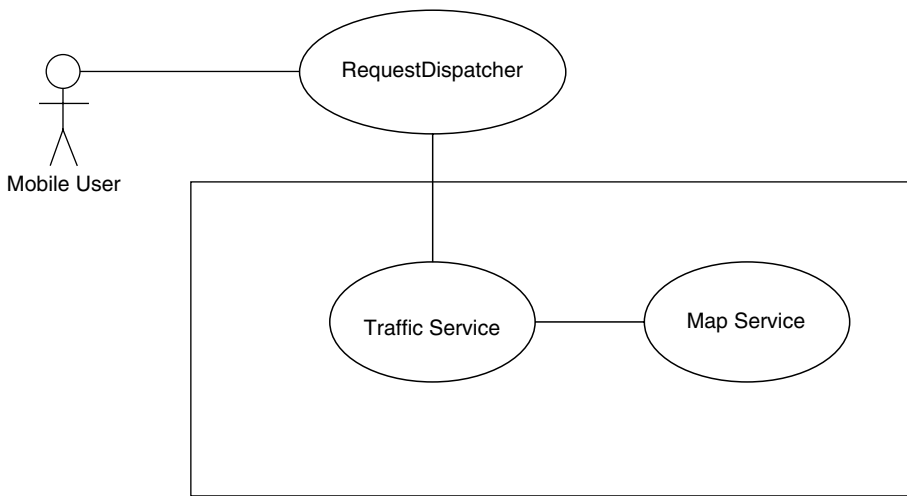 RequestDispatcher
Mobile User
Traffic Service
Map Service